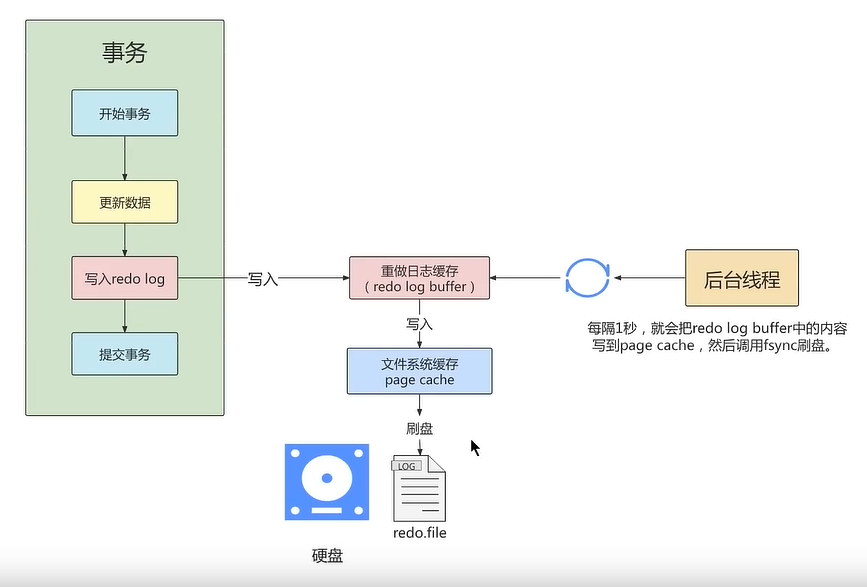 事务
开始事务
更新数据
写入redo log
提交事务
写入
重做日志缓存
（redo log buffer）
写入
文件系统缓存
page cache
刷盘
LOG
redo.file
硬盘
后台线程
每隔1秒，就会把redo log buffer中的内容
写到page cache，然后调用fsync刷盘。